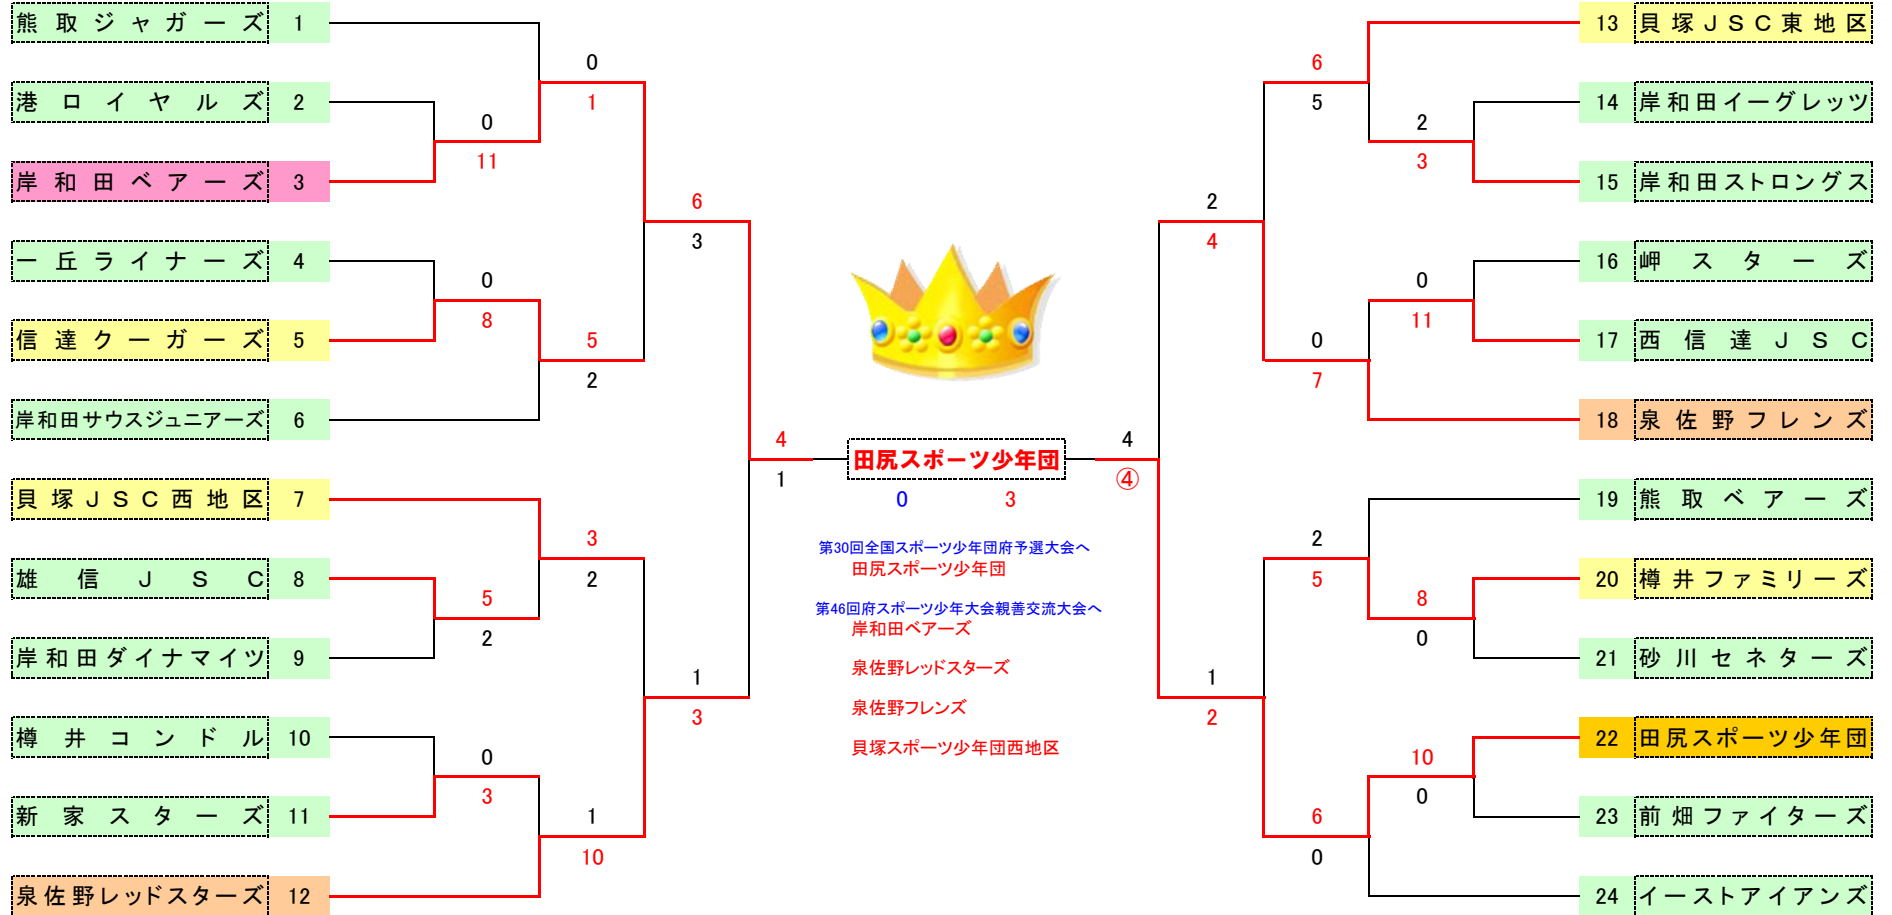 熊取ジャガーズ 1
港ロイヤルズ 2
岸和田ベアーズ 3
一丘ライナーズ 4
信達クーガーズ 5
岸和田サウスジュニアーズ 6
貝塚JSC西地区 7
雄信JSC 8
岸和田ダイナマイツ 9
樽井コンドル 10
新家スターズ 11
泉佐野レッドスターズ 12
0
11
0
8
5
2
0
3
0
1
5
2
3
2
1
10
6
3
1
3
4
1
田尻スポーツ少年団
0 3
第30回全国スポーツ少年団府予選大会へ
田尻スポーツ少年団
第46回府スポーツ少年大会親善交流大会へ
岸和田ベアーズ
泉佐野レッドスターズ
泉佐野フレンズ
貝塚スポーツ少年団西地区
4
④
2
4
1
2
6
5
0
7
2
5
6
0
2
3
0
11
8
0
10
0
13 貝塚JSC東地区
14 岸和田イーグレッツ
15 岸和田ストロングス
16 岬スターズ
17 西信達JSC
18 泉佐野フレンズ
19 熊取ベアーズ
20 樽井ファミリーズ
21 砂川セネターズ
22 田尻スポーツ少年団
23 前畑ファイターズ
24 イーストアイアンズ